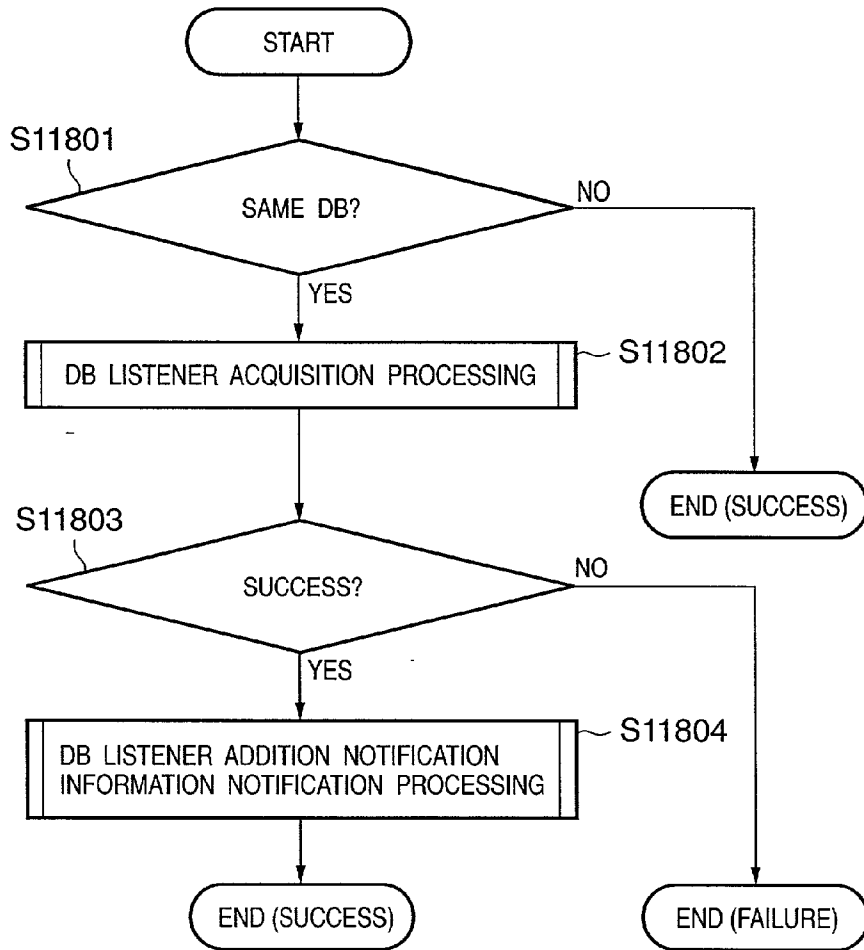 START
S11801
SAME DB?
NO
YES
DB LISTENER ACQUISITION PROCESSING
S11802
END (SUCCESS)
S11803
SUCCESS?
NO
YES
DB LISTENER ADDITION NOTIFICATION
INFORMATION NOTIFICATION PROCESSING
S11804
END (SUCCESS)
END (FAILURE)